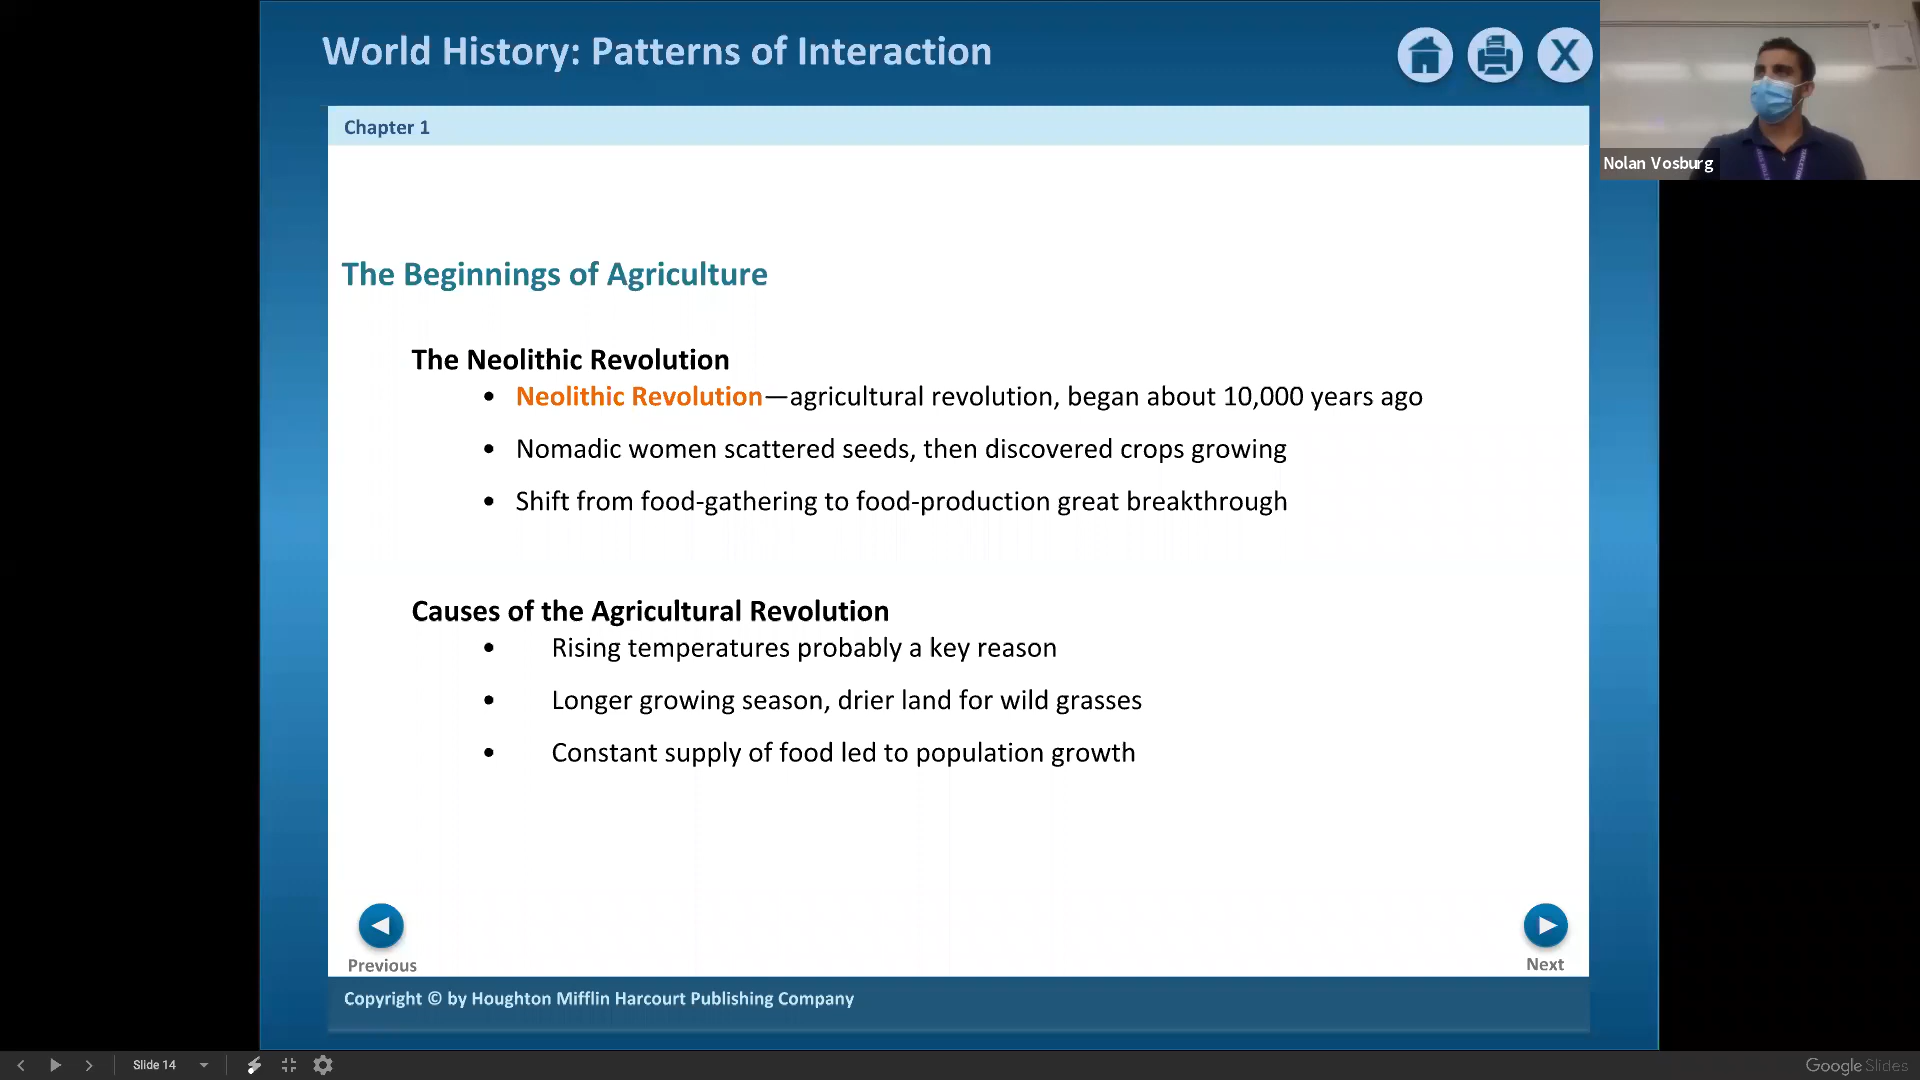 World History: Patterns of Interaction
X
Nolan Vosburg
Chapter 1
The Beginnings of Agriculture
The Neolithic Revolution
• Neolithic Revolution—agricultural revolution, began about 10,000 years ago
• Nomadic women scattered seeds, then discovered crops growing
• Shift from food-gathering to food-production great breakthrough
Causes of the Agricultural Revolution
• Rising temperatures probably a key reason
• Longer growing season, drier land for wild grasses
• Constant supply of food led to population growth
Previous
Next
Copyright © by Houghton Mifflin Harcourt Publishing Company
Slide 14
Google Slides